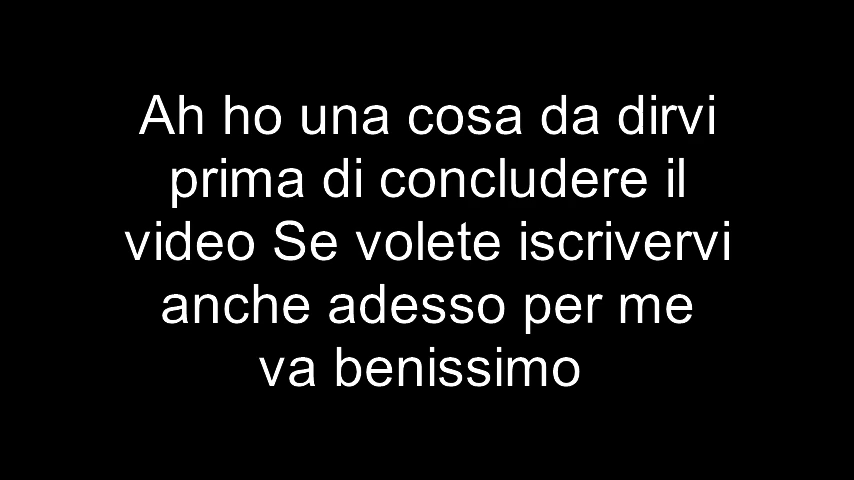 Ah ho una cosa da dirvi
prima di concludere il
video Se volete iscrivervi
anche adesso per me
va benissimo